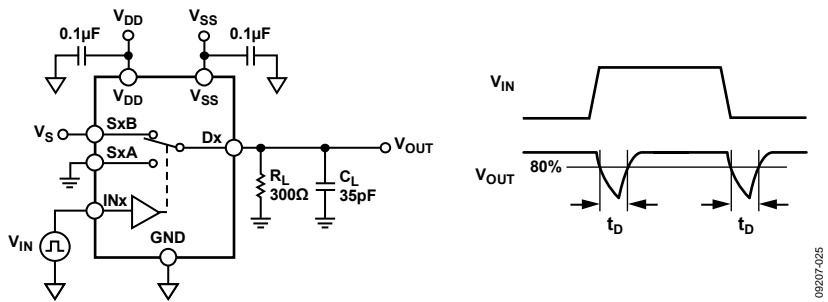 VDD
VSS
0.1µF
0.1µF
VDD
VSS
VS
SxB
Dx
VOUT
SxA
RL
300Ω
CL
35pF
INx
VIN
GND
VIN
VOUT
80%
tD
tD
09207-025